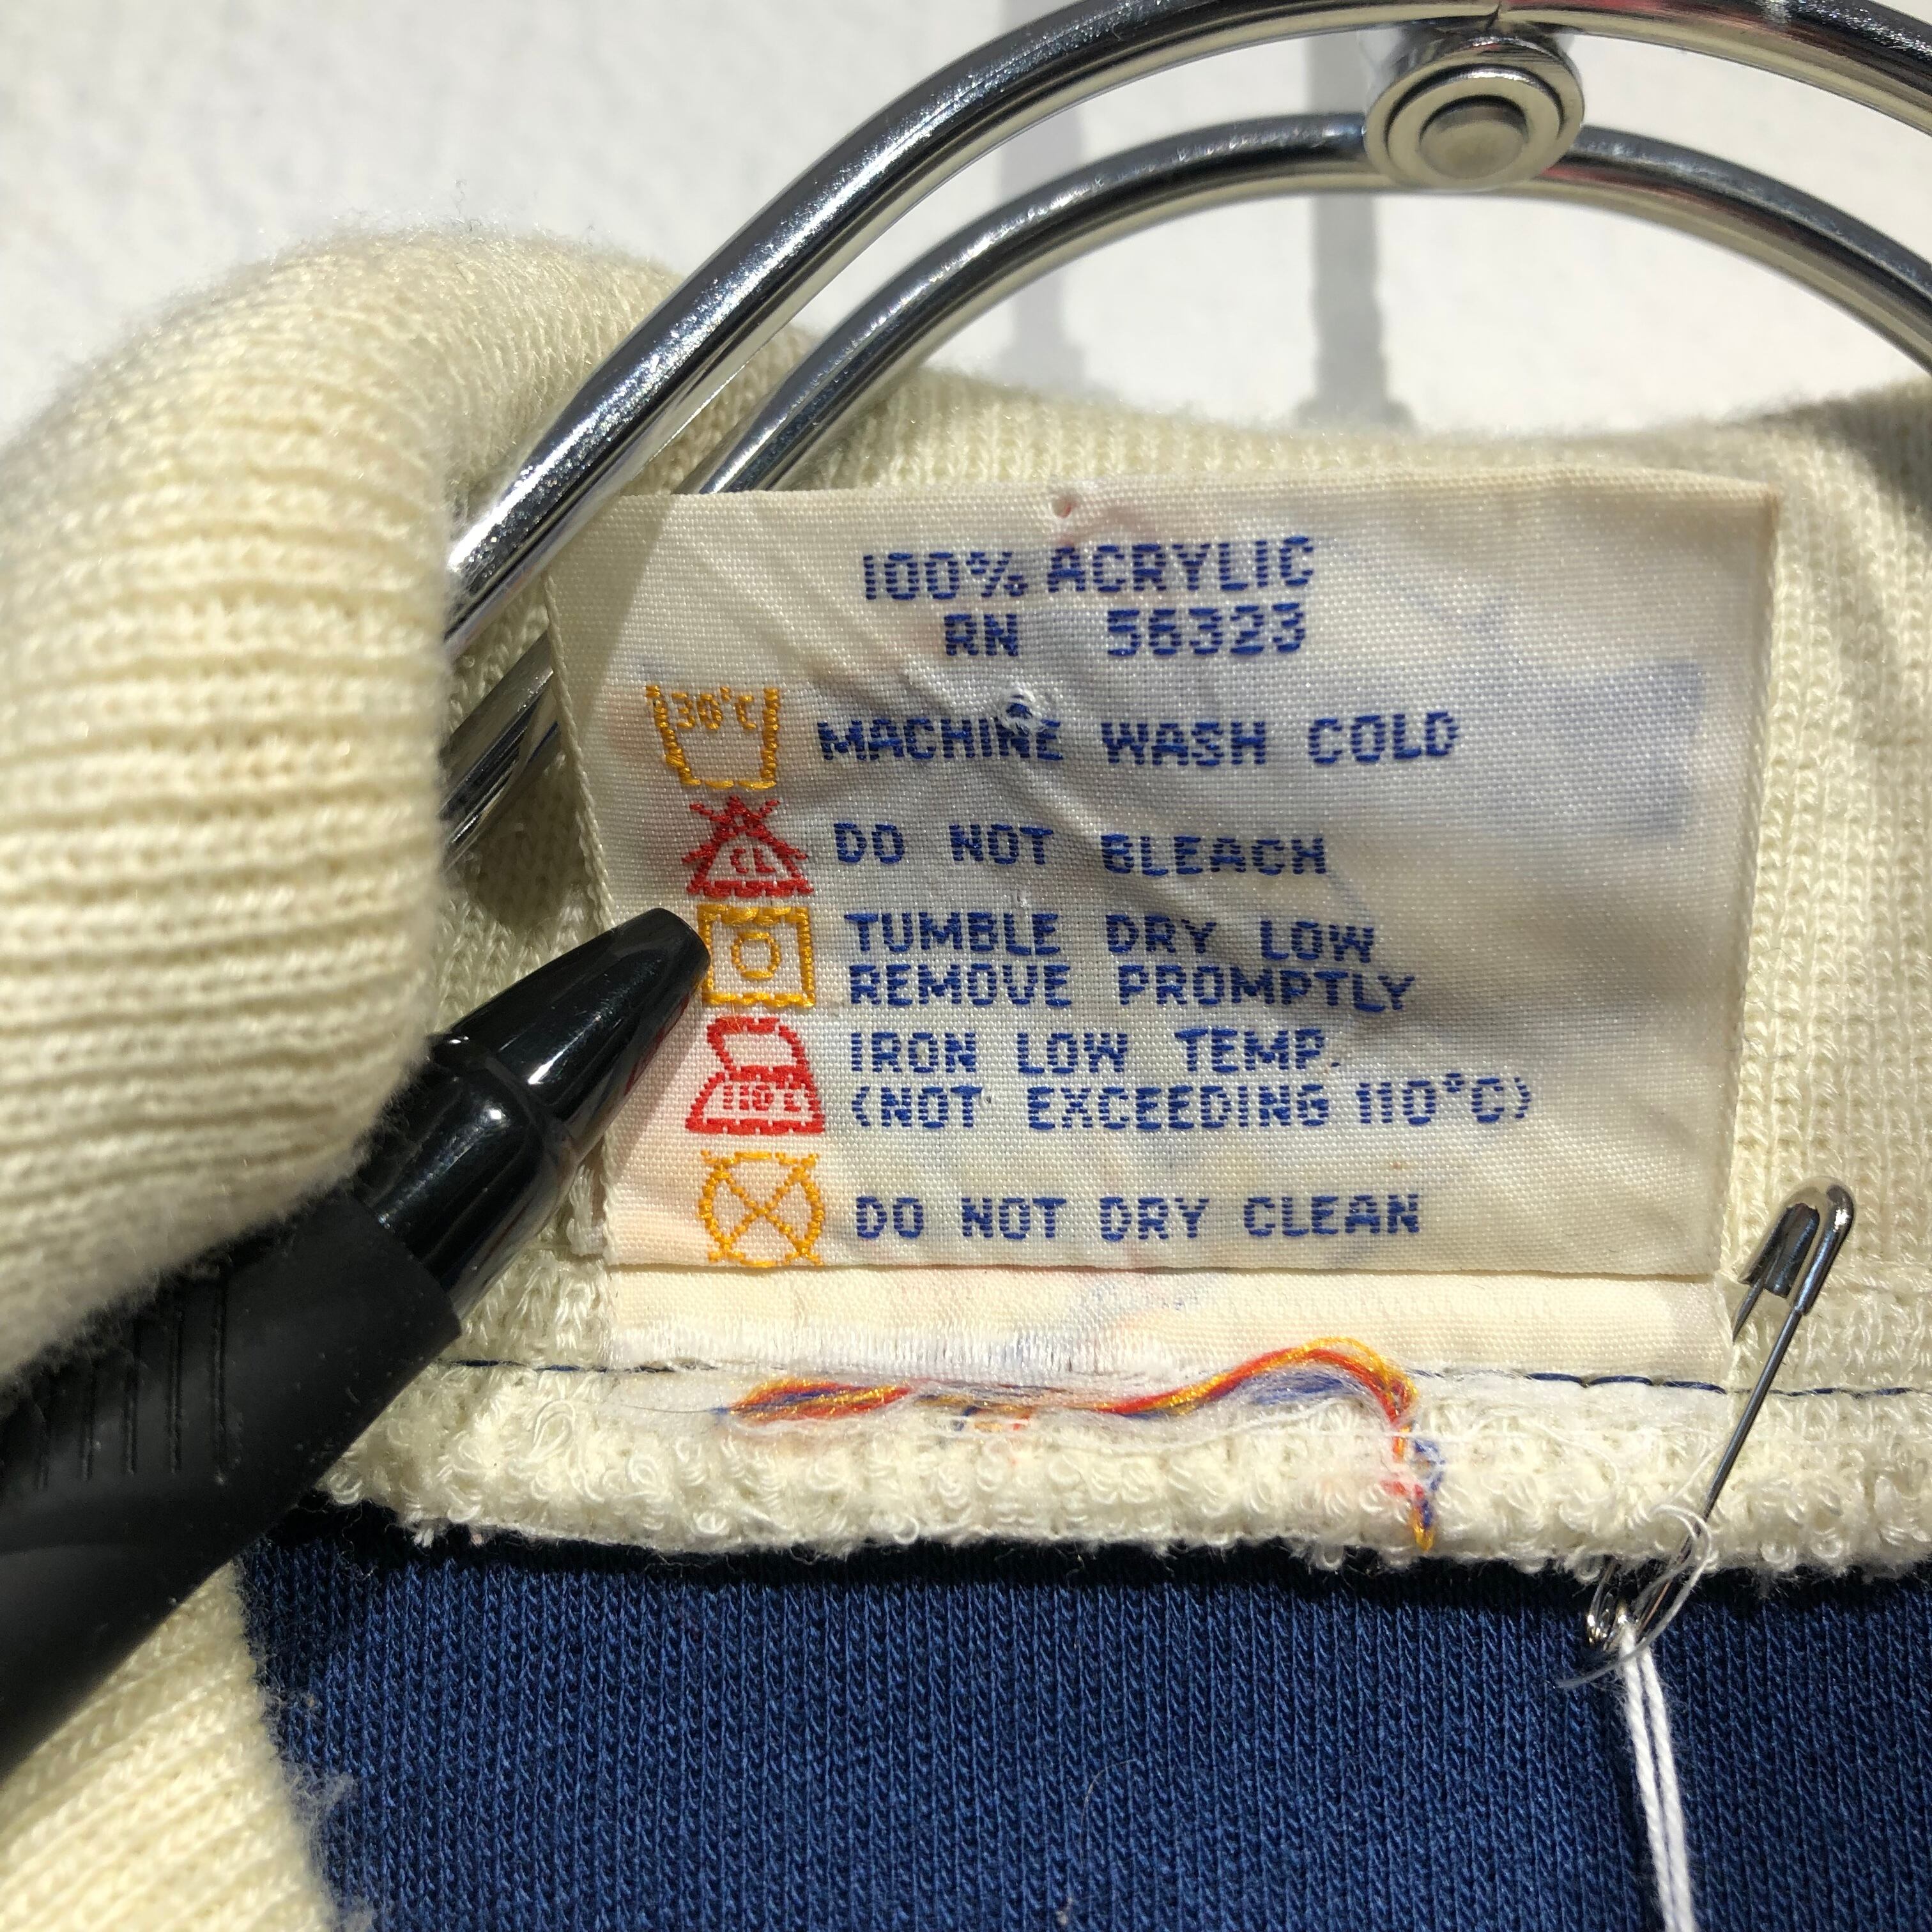 100% ACRYLIC
RN 56323
30°C MACHINE WASH COLD
CL DO NOT BLEACH
TUMBLE DRY LOW
REMOVE PROMPTLY
IRON LOW TEMP.
110°C (NOT EXCEEDING 110°C)
DO NOT DRY CLEAN